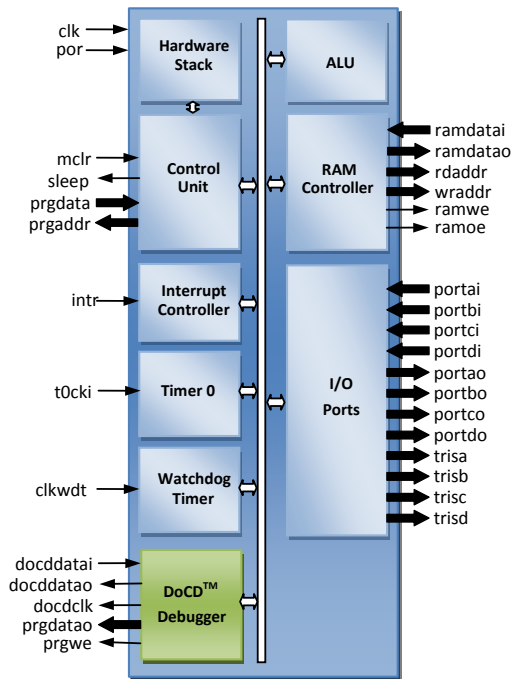 clk
por
Hardware
Stack
ALU
mclr
sleep
prgdata
prgaddr
Control
Unit
RAM
Controller
ramdatai
ramdatao
rdaddr
wraddr
ramwe
ramoe
intr
Interrupt
Controller
t0cki
Timer 0
clkwdt
Watchdog
Timer
I/O
Ports
portai
portbi
portci
portdi
portao
portbo
portco
portdo
trisa
trisb
trisc
trisd
docddatai
docddatao
docdclk
prgdatao
prgwe
DoCD™
Debugger